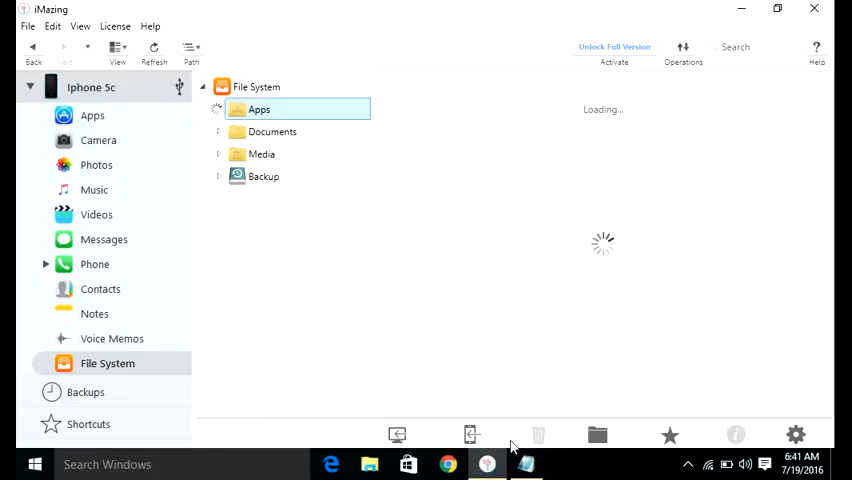 iMazing
File Edit View License Help
Back Next View Refresh Path
Unlock Full Version
Activate
Operations
Search
Help
Iphone 5c
Apps
Camera
Photos
Music
Videos
Messages
Phone
Contacts
Notes
Voice Memos
File System
Backups
Shortcuts
File System
Apps
Documents
Media
Backup
Loading...
Search Windows
6:41 AM
7/19/2016